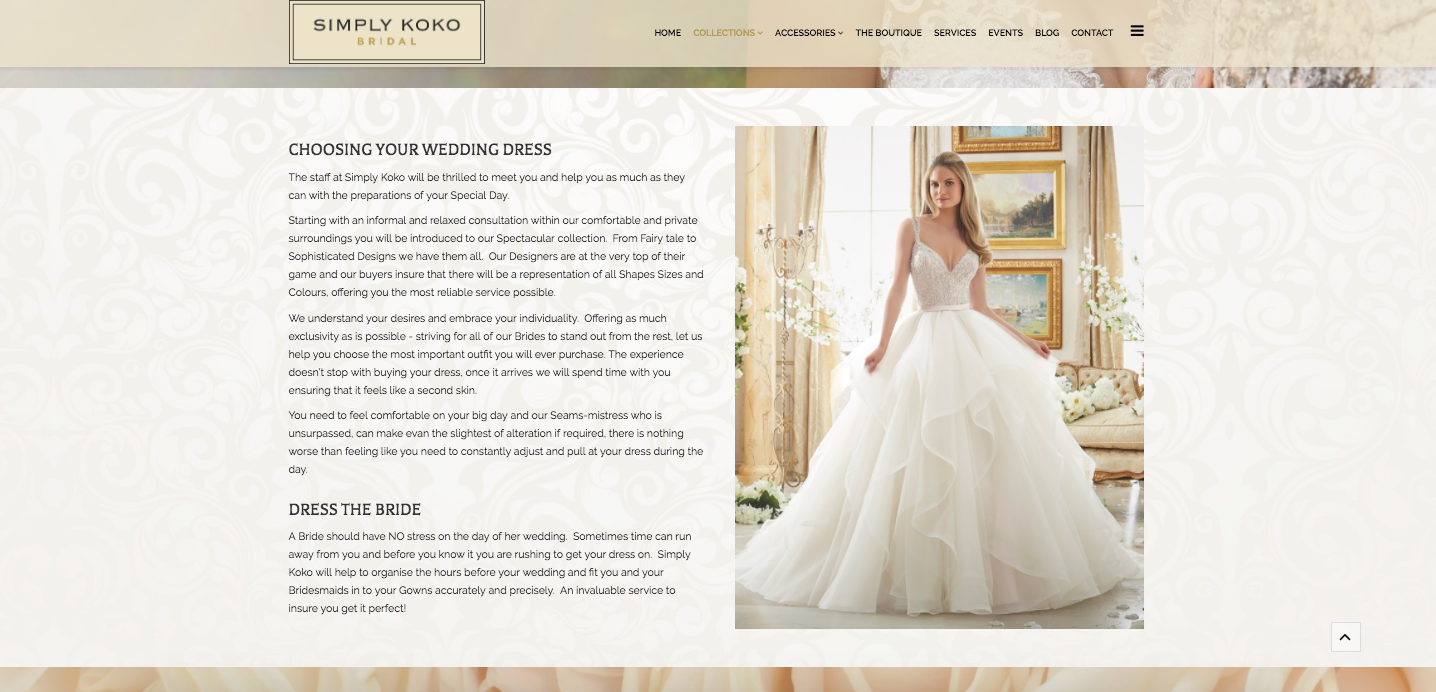 SIMPLY KOKO
BRIDAL
HOME COLLECTIONS ACCESSORIES THE BOUTIQUE SERVICES EVENTS BLOG CONTACT
CHOOSING YOUR WEDDING DRESS
The staff at Simply Koko will be thrilled to meet you and help you as much as they
can with the preparations of your Special Day.
Starting with an informal and relaxed consultation within our comfortable and private
surroundings you will be introduced to our Spectacular collection.  From Fairy tale to
Sophisticated Designs we have them all.  Our Designers are at the very top of their
game and our buyers insure that there will be a representation of all Shapes Sizes and
Colours, offering you the most reliable service possible.
We understand your desires and embrace your individuality.  Offering as much
exclusivity as is possible - striving for all of our Brides to stand out from the rest, let us
help you choose the most important outfit you will ever purchase. The experience
doesn't stop with buying your dress, once it arrives we will spend time with you
ensuring that it feels like a second skin.
You need to feel comfortable on your big day and our Seams-mistress who is
unsurpassed, can make evan the slightest of alteration if required, there is nothing
worse than feeling like you need to constantly adjust and pull at your dress during the
day.
DRESS THE BRIDE
A Bride should have NO stress on the day of her wedding.  Sometimes time can run
away from you and before you know it you are rushing to get your dress on.  Simply
Koko will help to organise the hours before your wedding and fit you and your
Bridesmaids in to your Gowns accurately and precisely.  An invaluable service to
insure you get it perfect!